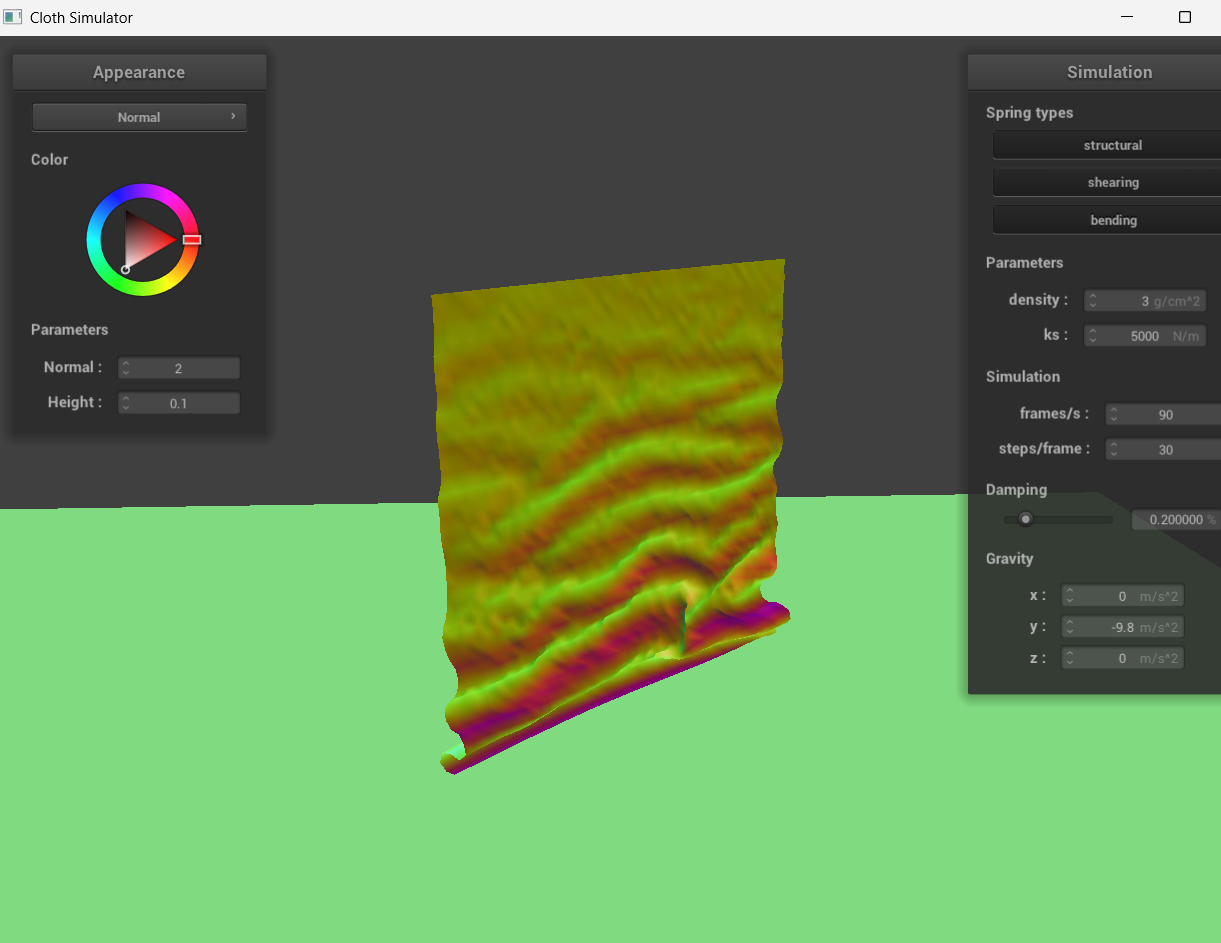 Cloth Simulator
Appearance
Normal
Color
Parameters
Normal : 2
Height : 0.1
Simulation
Spring types
structural
shearing
bending
Parameters
density : 3 g/cm^2
ks : 5000 N/m
Simulation
frames/s : 90
steps/frame : 30
Damping
0.200000 %
Gravity
x : 0 m/s^2
y : -9.8 m/s^2
z : 0 m/s^2